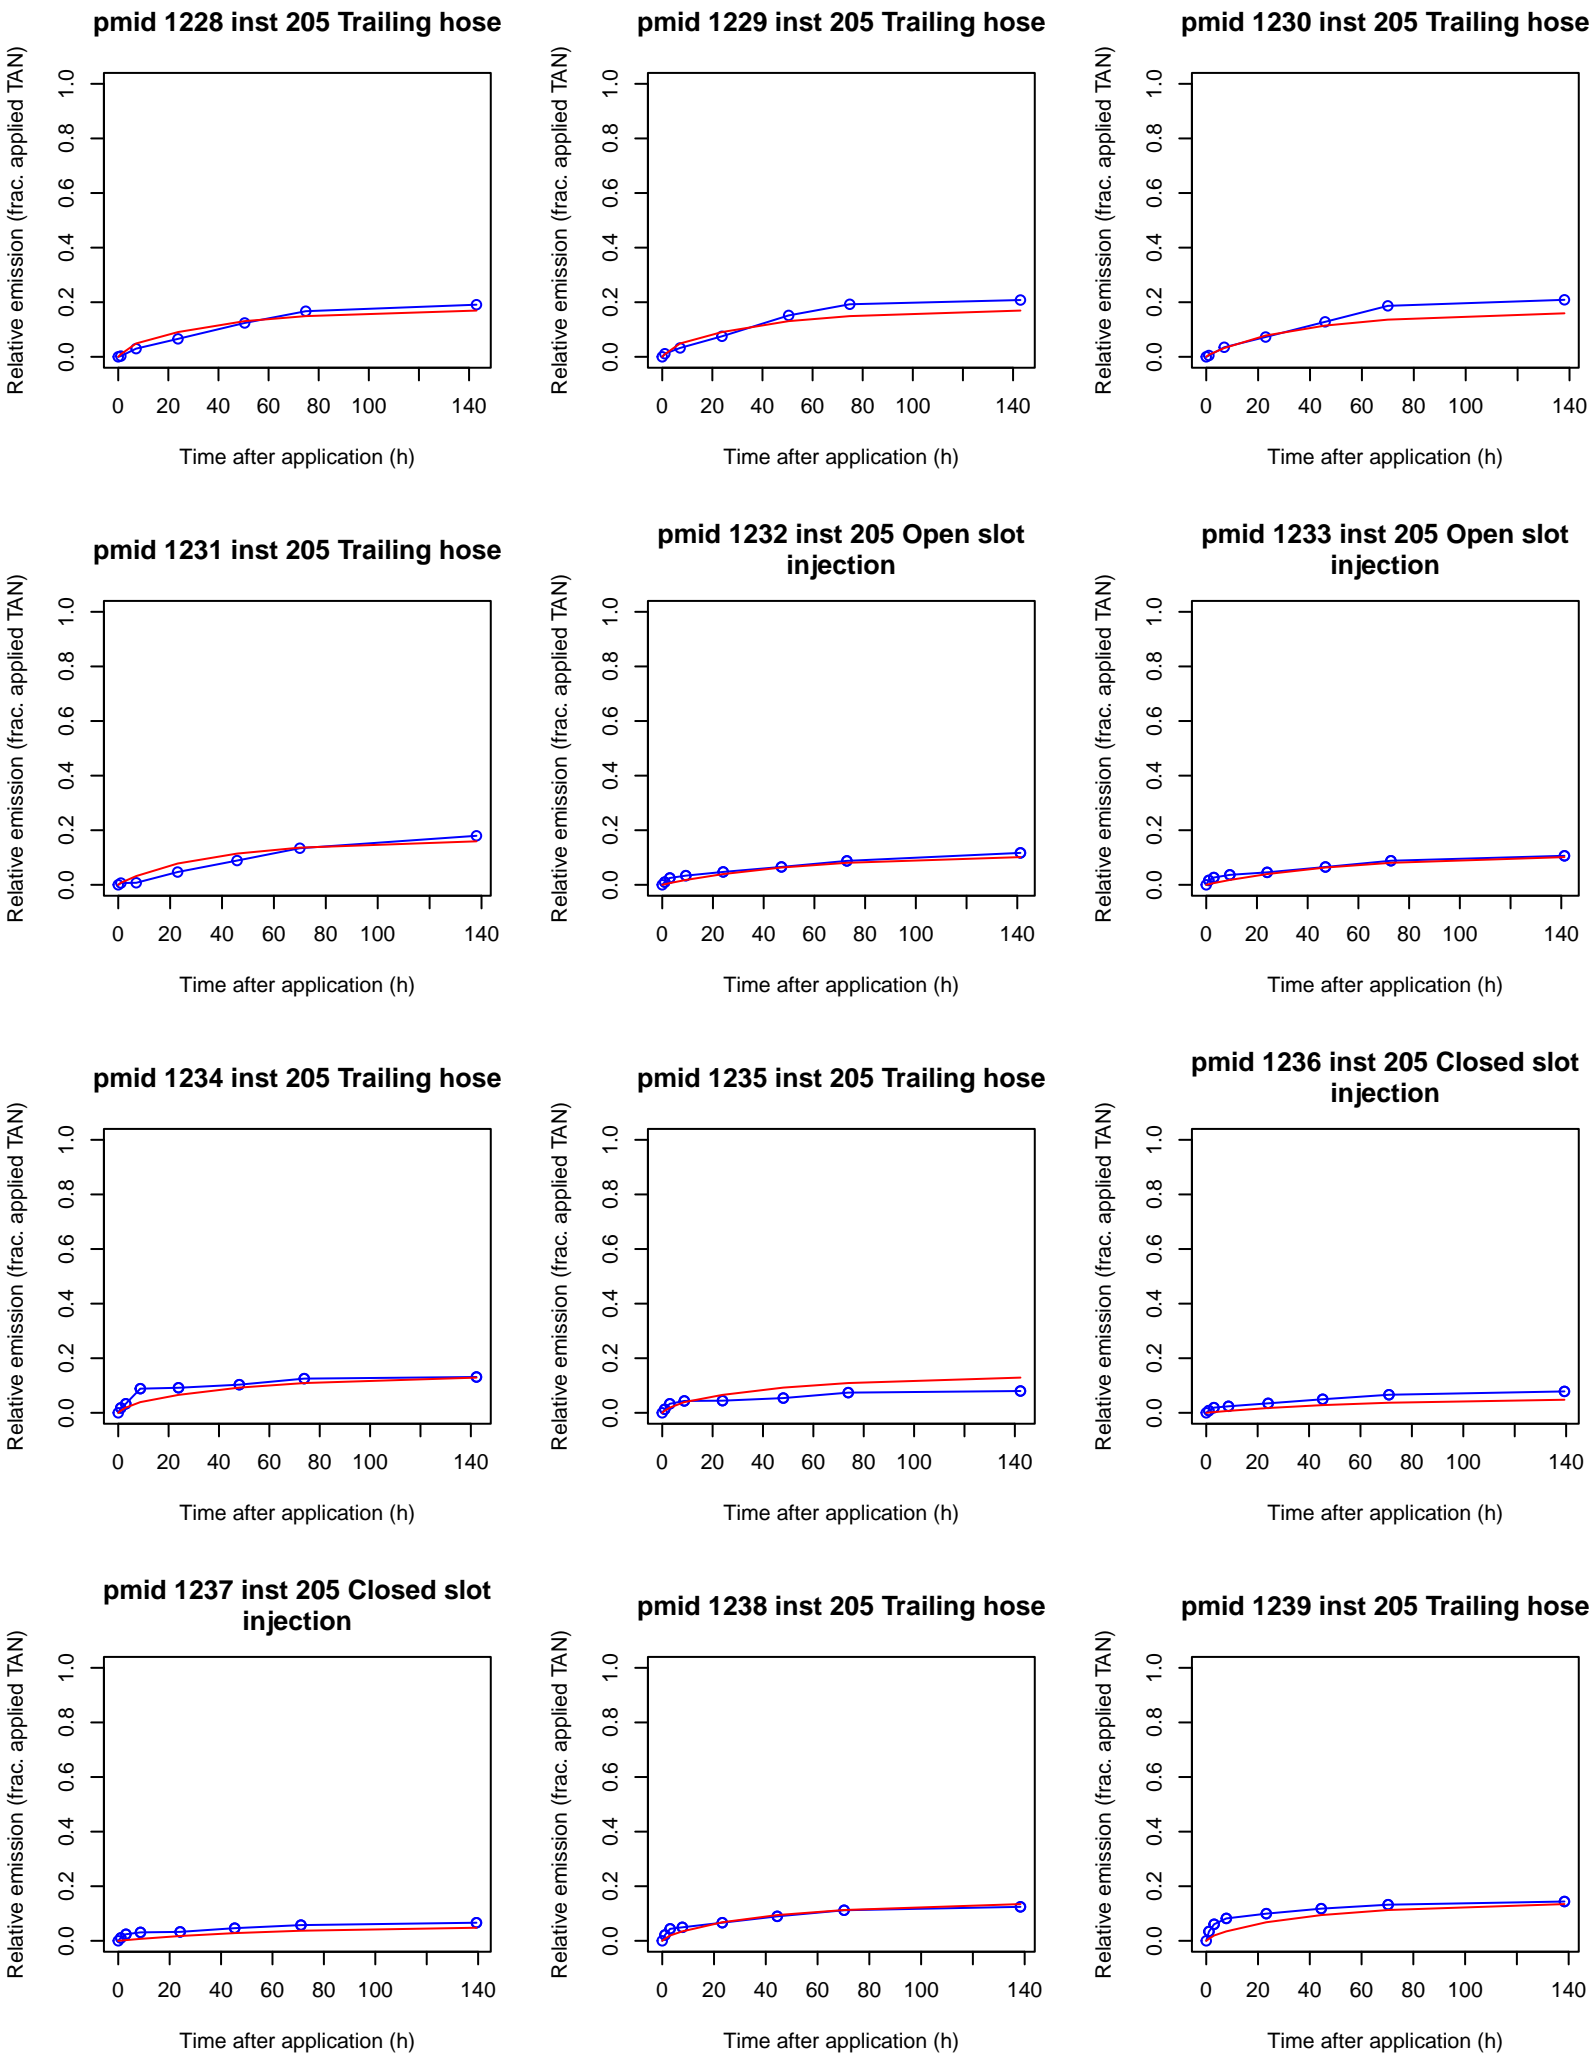 pmid 1228 inst 205 Trailing hose
Relative emission (frac. applied TAN)
1.0
0.8
0.6
0.4
0.2
0.0
0 20 40 60 80 100 140
Time after application (h)
pmid 1229 inst 205 Trailing hose
Relative emission (frac. applied TAN)
1.0
0.8
0.6
0.4
0.2
0.0
0 20 40 60 80 100 140
Time after application (h)
pmid 1230 inst 205 Trailing hose
Relative emission (frac. applied TAN)
1.0
0.8
0.6
0.4
0.2
0.0
0 20 40 60 80 100 140
Time after application (h)
pmid 1231 inst 205 Trailing hose
Relative emission (frac. applied TAN)
1.0
0.8
0.6
0.4
0.2
0.0
0 20 40 60 80 100 140
Time after application (h)
pmid 1232 inst 205 Open slot
injection
Relative emission (frac. applied TAN)
1.0
0.8
0.6
0.4
0.2
0.0
0 20 40 60 80 100 140
Time after application (h)
pmid 1233 inst 205 Open slot
injection
Relative emission (frac. applied TAN)
1.0
0.8
0.6
0.4
0.2
0.0
0 20 40 60 80 100 140
Time after application (h)
pmid 1234 inst 205 Trailing hose
Relative emission (frac. applied TAN)
1.0
0.8
0.6
0.4
0.2
0.0
0 20 40 60 80 100 140
Time after application (h)
pmid 1235 inst 205 Trailing hose
Relative emission (frac. applied TAN)
1.0
0.8
0.6
0.4
0.2
0.0
0 20 40 60 80 100 140
Time after application (h)
pmid 1236 inst 205 Closed slot
injection
Relative emission (frac. applied TAN)
1.0
0.8
0.6
0.4
0.2
0.0
0 20 40 60 80 100 140
Time after application (h)
pmid 1237 inst 205 Closed slot
injection
Relative emission (frac. applied TAN)
1.0
0.8
0.6
0.4
0.2
0.0
0 20 40 60 80 100 140
Time after application (h)
pmid 1238 inst 205 Trailing hose
Relative emission (frac. applied TAN)
1.0
0.8
0.6
0.4
0.2
0.0
0 20 40 60 80 100 140
Time after application (h)
pmid 1239 inst 205 Trailing hose
Relative emission (frac. applied TAN)
1.0
0.8
0.6
0.4
0.2
0.0
0 20 40 60 80 100 140
Time after application (h)